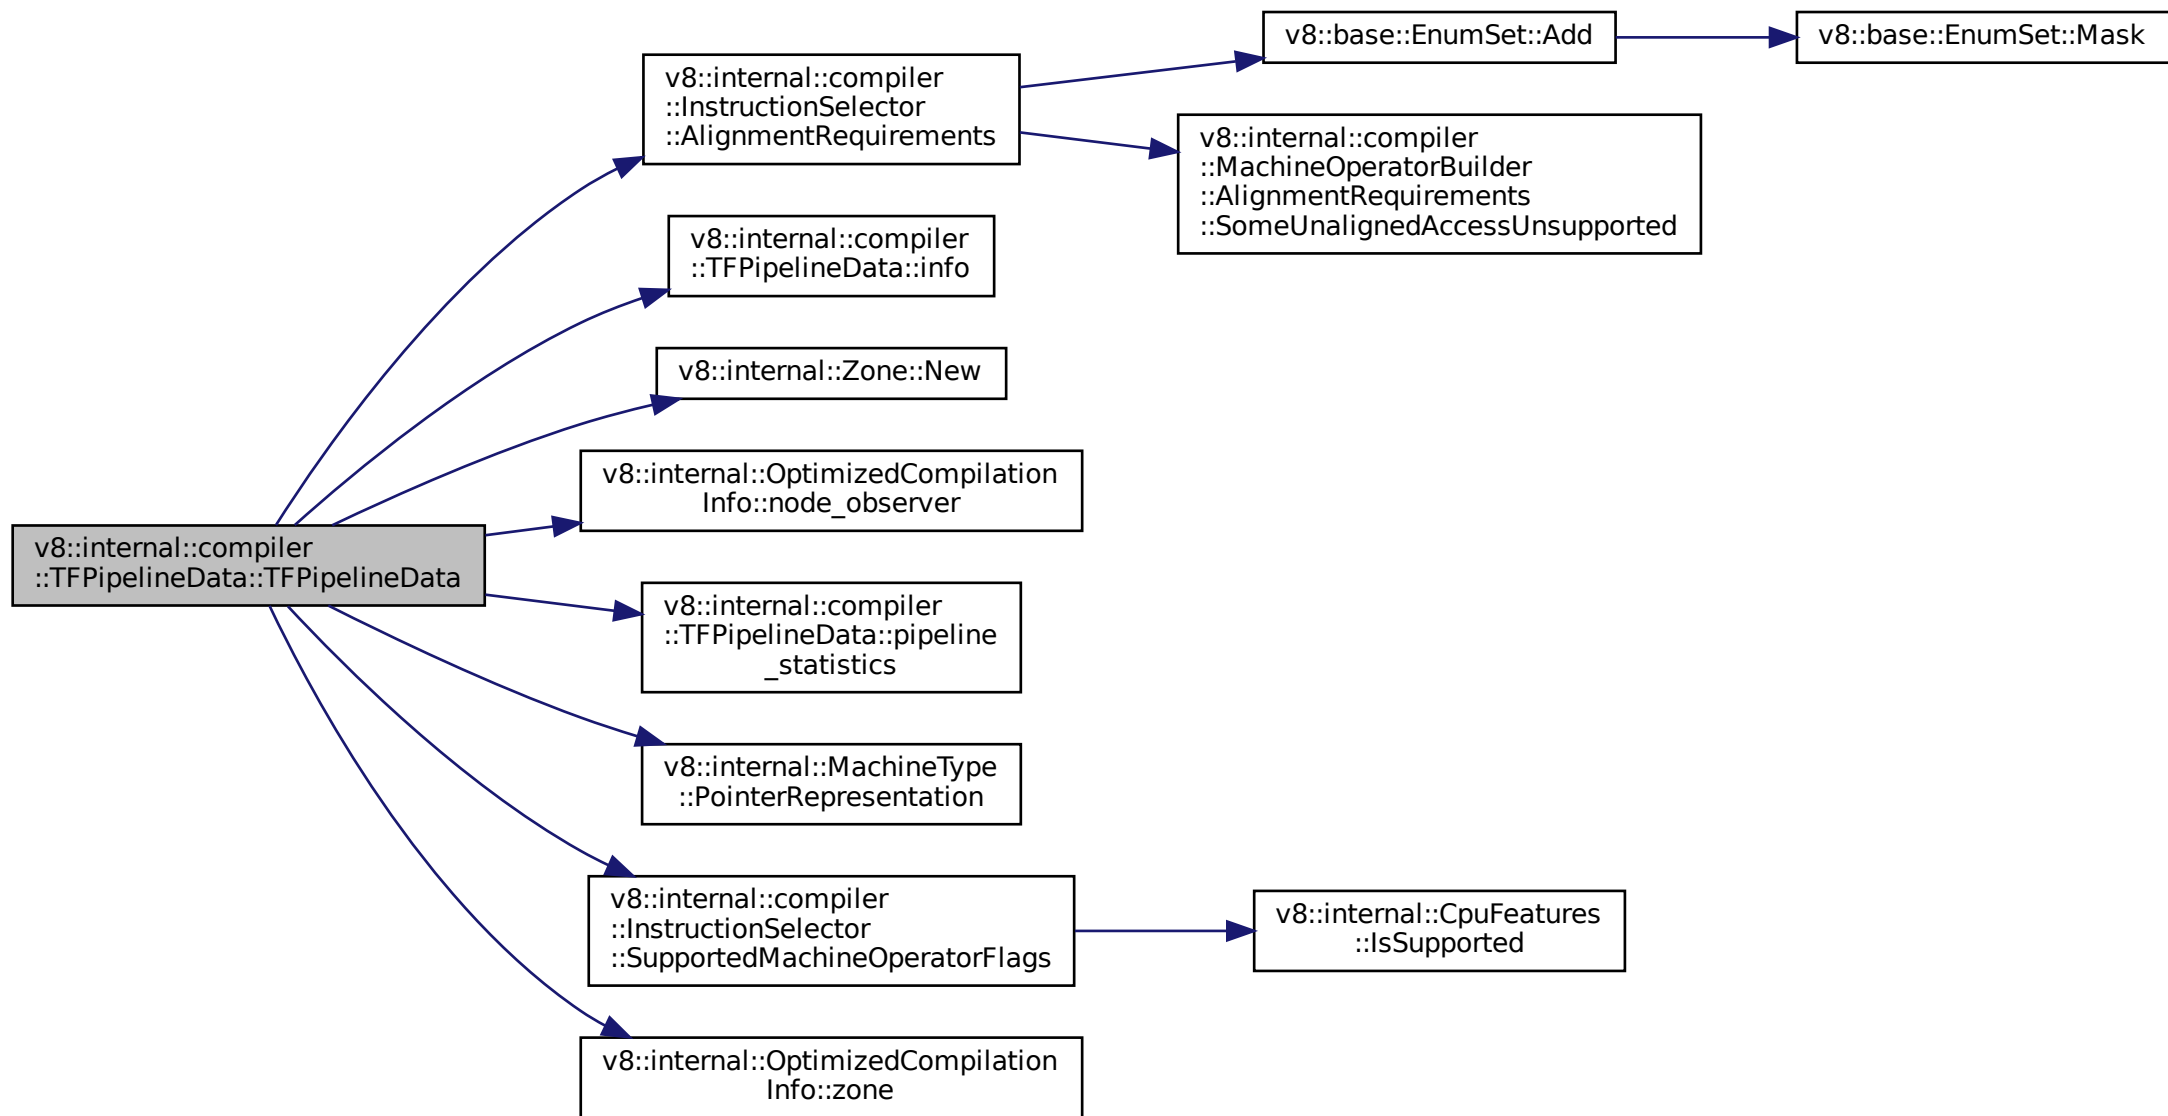 v8::internal::compiler
::TFPipelineData::TFPipelineData
v8::internal::compiler
::InstructionSelector
::AlignmentRequirements
v8::base::EnumSet::Add
v8::base::EnumSet::Mask
v8::internal::compiler
::MachineOperatorBuilder
::AlignmentRequirements
::SomeUnalignedAccessUnsupported
v8::internal::compiler
::TFPipelineData::info
v8::internal::Zone::New
v8::internal::OptimizedCompilation
Info::node_observer
v8::internal::compiler
::TFPipelineData::pipeline
_statistics
v8::internal::MachineType
::PointerRepresentation
v8::internal::compiler
::InstructionSelector
::SupportedMachineOperatorFlags
v8::internal::CpuFeatures
::IsSupported
v8::internal::OptimizedCompilation
Info::zone